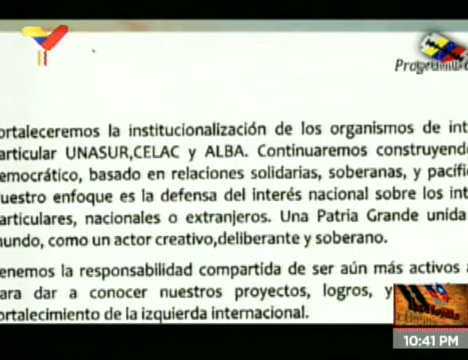 ortaleceremos la institucionalización de los organismos de int
articular UNASUR,CELAC y ALBA. Continuaremos construyend
emocrático, basado en relaciones solidarias, soberanas, y pacífi
uestro enfoque es la defensa del interés nacional sobre los int
articulares, nacionales o extranjeros. Una Patria Grande unida
mundo, como un actor creativo,deliberante y soberano.
enemos la responsabilidad compartida de ser aún más activos
ara dar a conocer nuestros proyectos, logros, y
ortalecimiento de la izquierda internacional.
10:41 PM